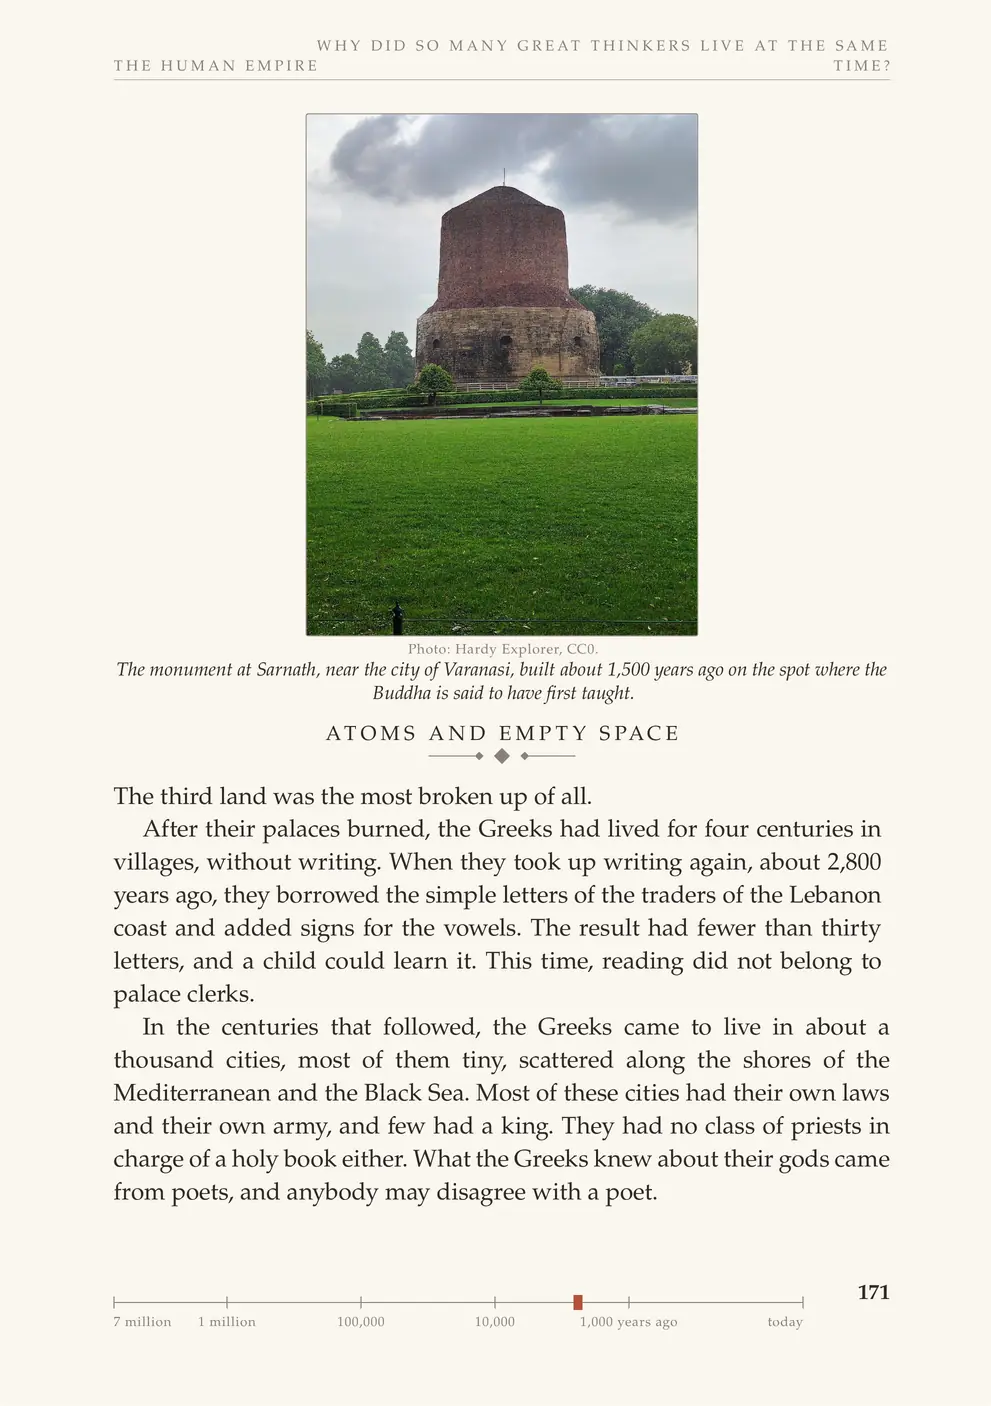 WHY DID SO MANY GREAT THINKERS LIVE AT THE SAME
THE HUMAN EMPIRE TIME?
Photo: Hardy Explorer, CC0.
The monument at Sarnath, near the city of Varanasi, built about 1,500 years ago on the spot where the
Buddha is said to have first taught.
ATOMS AND EMPTY SPACE
The third land was the most broken up of all.
After their palaces burned, the Greeks had lived for four centuries in
villages, without writing. When they took up writing again, about 2,800
years ago, they borrowed the simple letters of the traders of the Lebanon
coast and added signs for the vowels. The result had fewer than thirty
letters, and a child could learn it. This time, reading did not belong to
palace clerks.
In the centuries that followed, the Greeks came to live in about a
thousand cities, most of them tiny, scattered along the shores of the
Mediterranean and the Black Sea. Most of these cities had their own laws
and their own army, and few had a king. They had no class of priests in
charge of a holy book either. What the Greeks knew about their gods came
from poets, and anybody may disagree with a poet.
171
7 million 1 million 100,000 10,000 1,000 years ago today